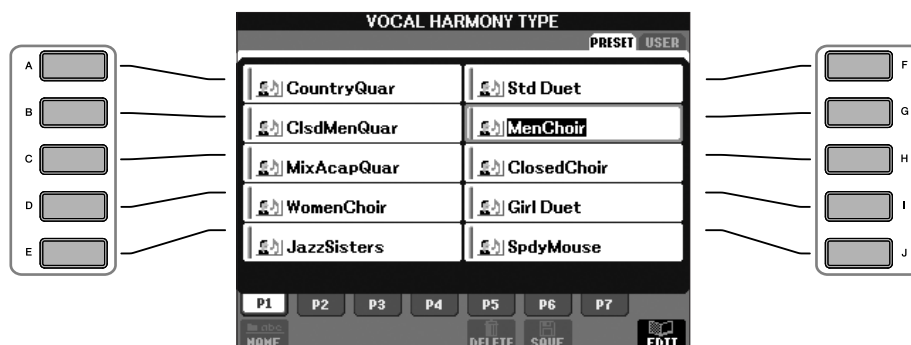 VOCAL HARMONY TYPE
PRESET USER
A CountryQuar Std Duet F
B ClsdMenQuar MenChoir G
C MixAcapQuar ClosedChoir H
D WomenChoir Girl Duet I
E JazzSisters SpdyMouse J
P1 P2 P3 P4 P5 P6 P7
abc
NAME DELETE SAVE EDIT